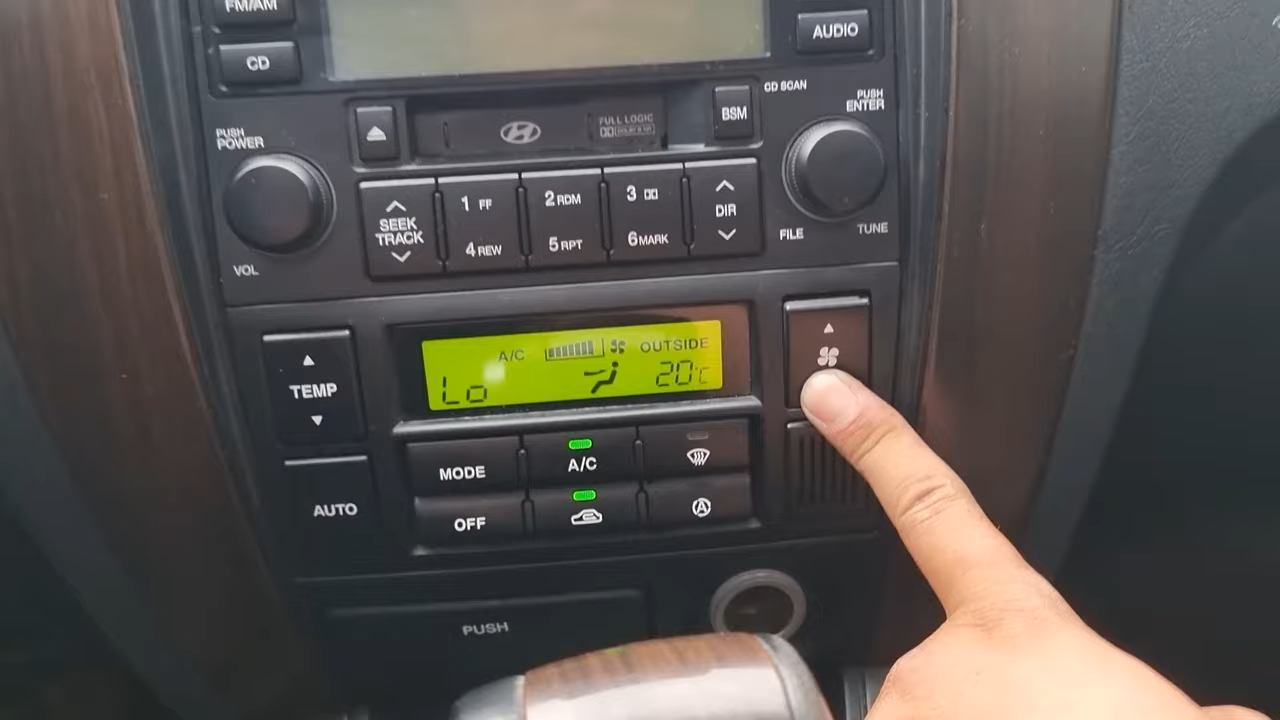 FM/AM
CD
AUDIO
CD SCAN
PUSH
POWER
FULL LOGIC
BSM
PUSH
ENTER
SEEK
TRACK
1 FF
2 RDM
3
DIR
4 REW
5 RPT
6 MARK
VOL
FILE
TUNE
TEMP
A/C
OUTSIDE
Lo
20°C
MODE
A/C
AUTO
OFF
A
PUSH